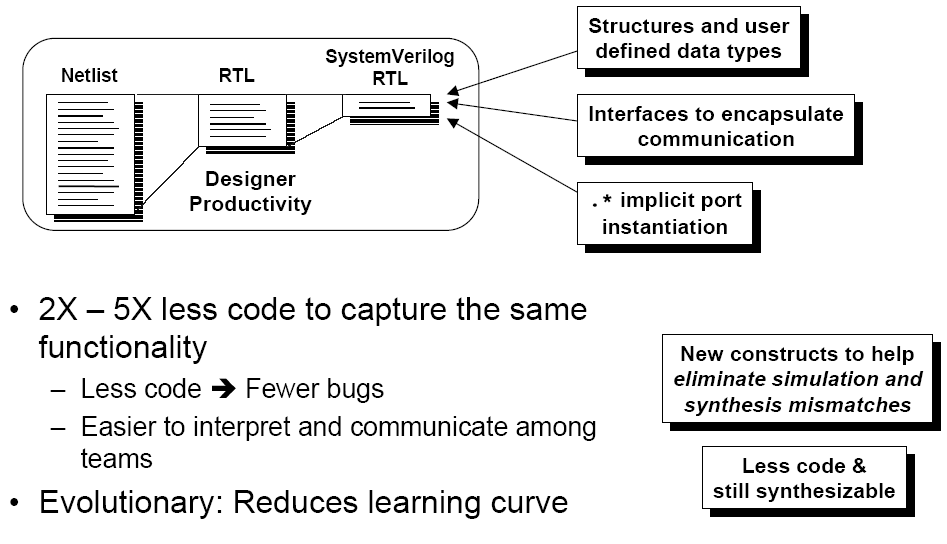 Netlist
RTL
SystemVerilog
RTL
Designer
Productivity
Structures and user
defined data types
Interfaces to encapsulate
communication
.* implicit port
instantiation
• 2X – 5X less code to capture the same
functionality
– Less code ➔ Fewer bugs
– Easier to interpret and communicate among
teams
• Evolutionary: Reduces learning curve
New constructs to help
eliminate simulation and
synthesis mismatches
Less code &
still synthesizable